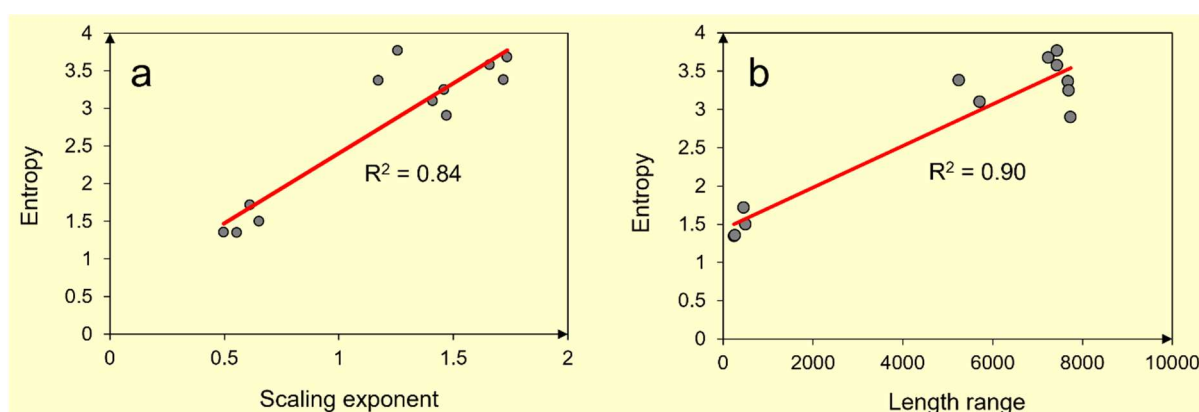 a
4
3.5
3
2.5
2
1.5
1
0.5
0
Entropy
R² = 0.84
0 0.5 1 1.5 2
Scaling exponent
b
4
3.5
3
2.5
2
1.5
1
0.5
0
Entropy
R² = 0.90
0 2000 4000 6000 8000 10000
Length range